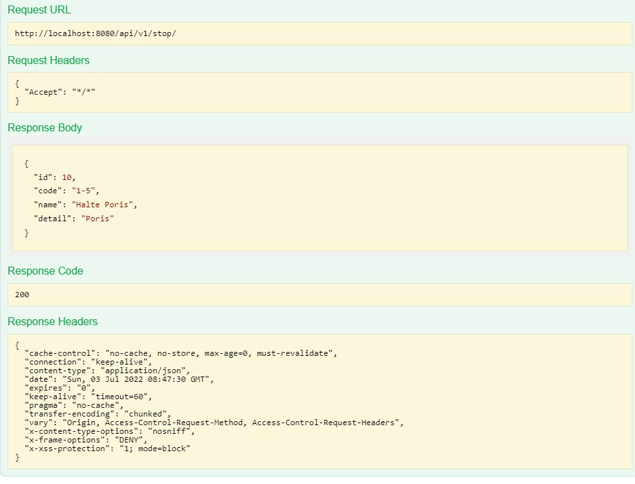 Request URL
http://localhost:8080/api/v1/stop/
Request Headers
{
"Accept": "*/*"
}
Response Body
{
"id": 10,
"code": "1-5",
"name": "Halte Poris",
"detail": "Poris"
}
Response Code
200
Response Headers
{
"cache-control": "no-cache, no-store, max-age=0, must-revalidate",
"connection": "keep-alive",
"content-type": "application/json",
"date": "Sun, 03 Jul 2022 08:47:30 GMT",
"expires": "0",
"keep-alive": "timeout=60",
"pragma": "no-cache",
"transfer-encoding": "chunked",
"vary": "Origin, Access-Control-Request-Method, Access-Control-Request-Headers",
"x-content-type-options": "nosniff",
"x-frame-options": "DENY",
"x-xss-protection": "1; mode=block"
}